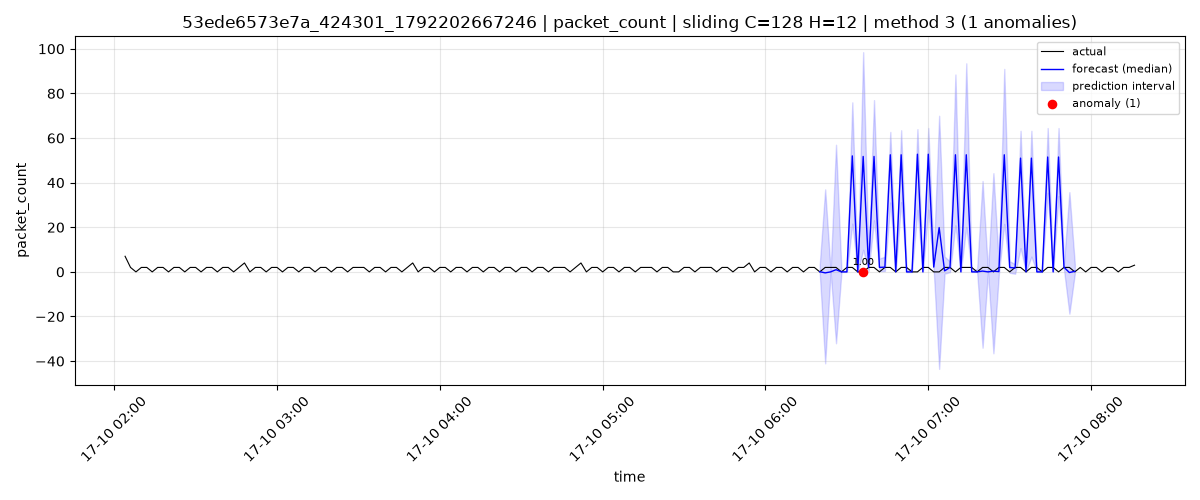 53ede6573e7a_424301_1792202667246 | packet_count | sliding C=128 H=12 | method 3 (1 anomalies)
actual
forecast (median)
prediction interval
anomaly (1)
packet_count
100
80
60
40
20
0
−20
−40
1.00
17-10 02:00
17-10 03:00
17-10 04:00
17-10 05:00
17-10 06:00
17-10 07:00
17-10 08:00
time